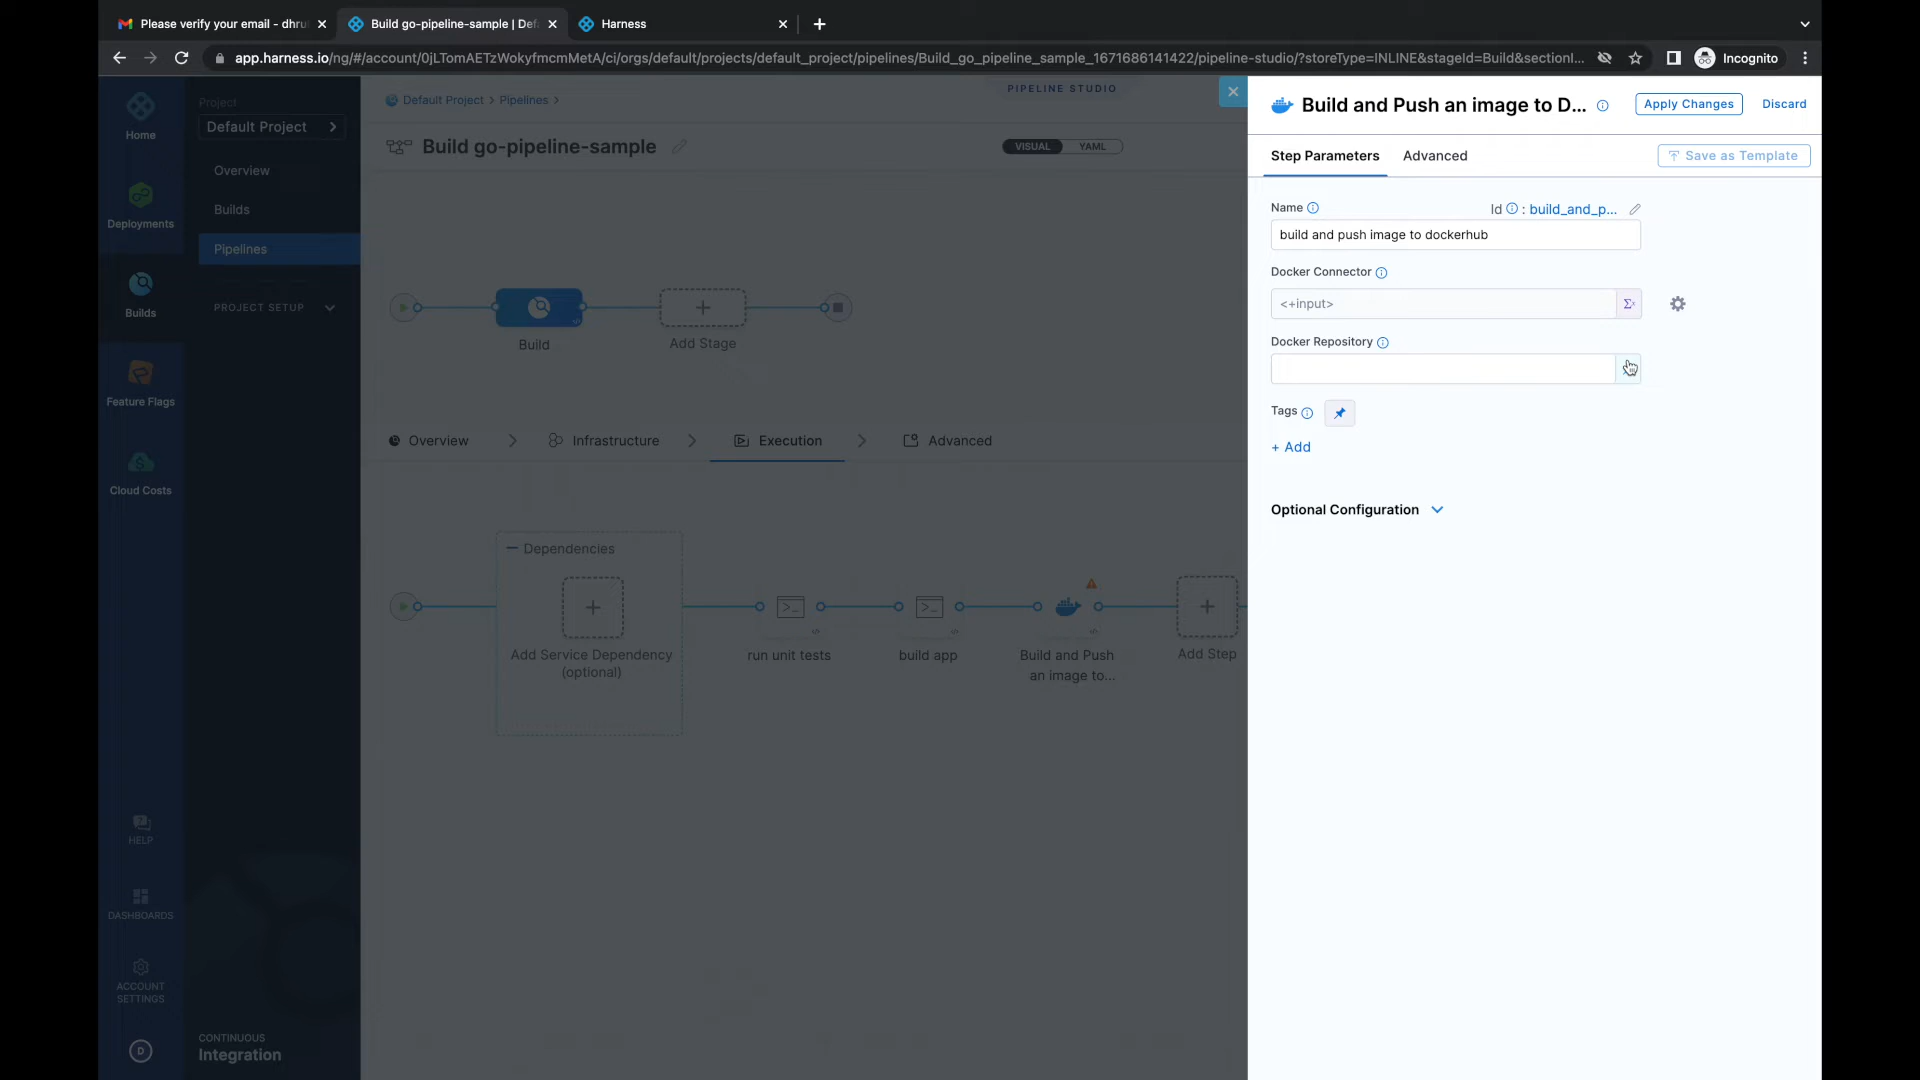 Please verify your email - dhru
Build go-pipeline-sample | Def
Harness
app.harness.io/ng/#/account/0jLTomAETzWokyfmcmMetA/ci/orgs/default/projects/default_project/pipelines/Build_go_pipeline_sample_1671686141422/pipeline-studio/?storeType=INLINE&stageId=Build&sectionI...
Incognito
Home
Deployments
Builds
Feature Flags
Cloud Costs
HELP
DASHBOARDS
ACCOUNT
SETTINGS
D
Project
Default Project
Overview
Builds
Pipelines
PROJECT SETUP
CONTINUOUS
Integration
Default Project > Pipelines >
PIPELINE STUDIO
Build go-pipeline-sample
VISUAL
YAML
Build
Add Stage
Overview
Infrastructure
Execution
Advanced
Dependencies
Add Service Dependency
(optional)
run unit tests
build app
Build and Push
an image to...
Add Step
Build and Push an image to D...
Apply Changes
Discard
Step Parameters
Advanced
Save as Template
Name
Id : build_and_p...
build and push image to dockerhub
Docker Connector
<+input>
Docker Repository
Tags
+ Add
Optional Configuration